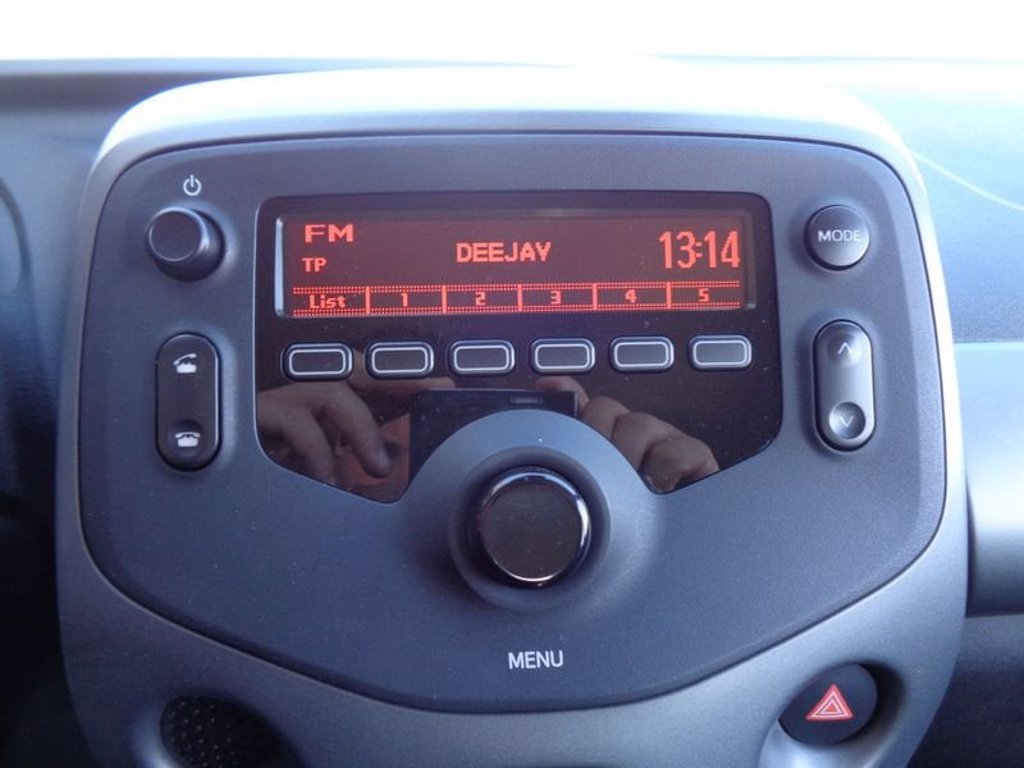 FM
DEEJAY
13:14
MODE
TP
List 1 2 3 4 5
MENU